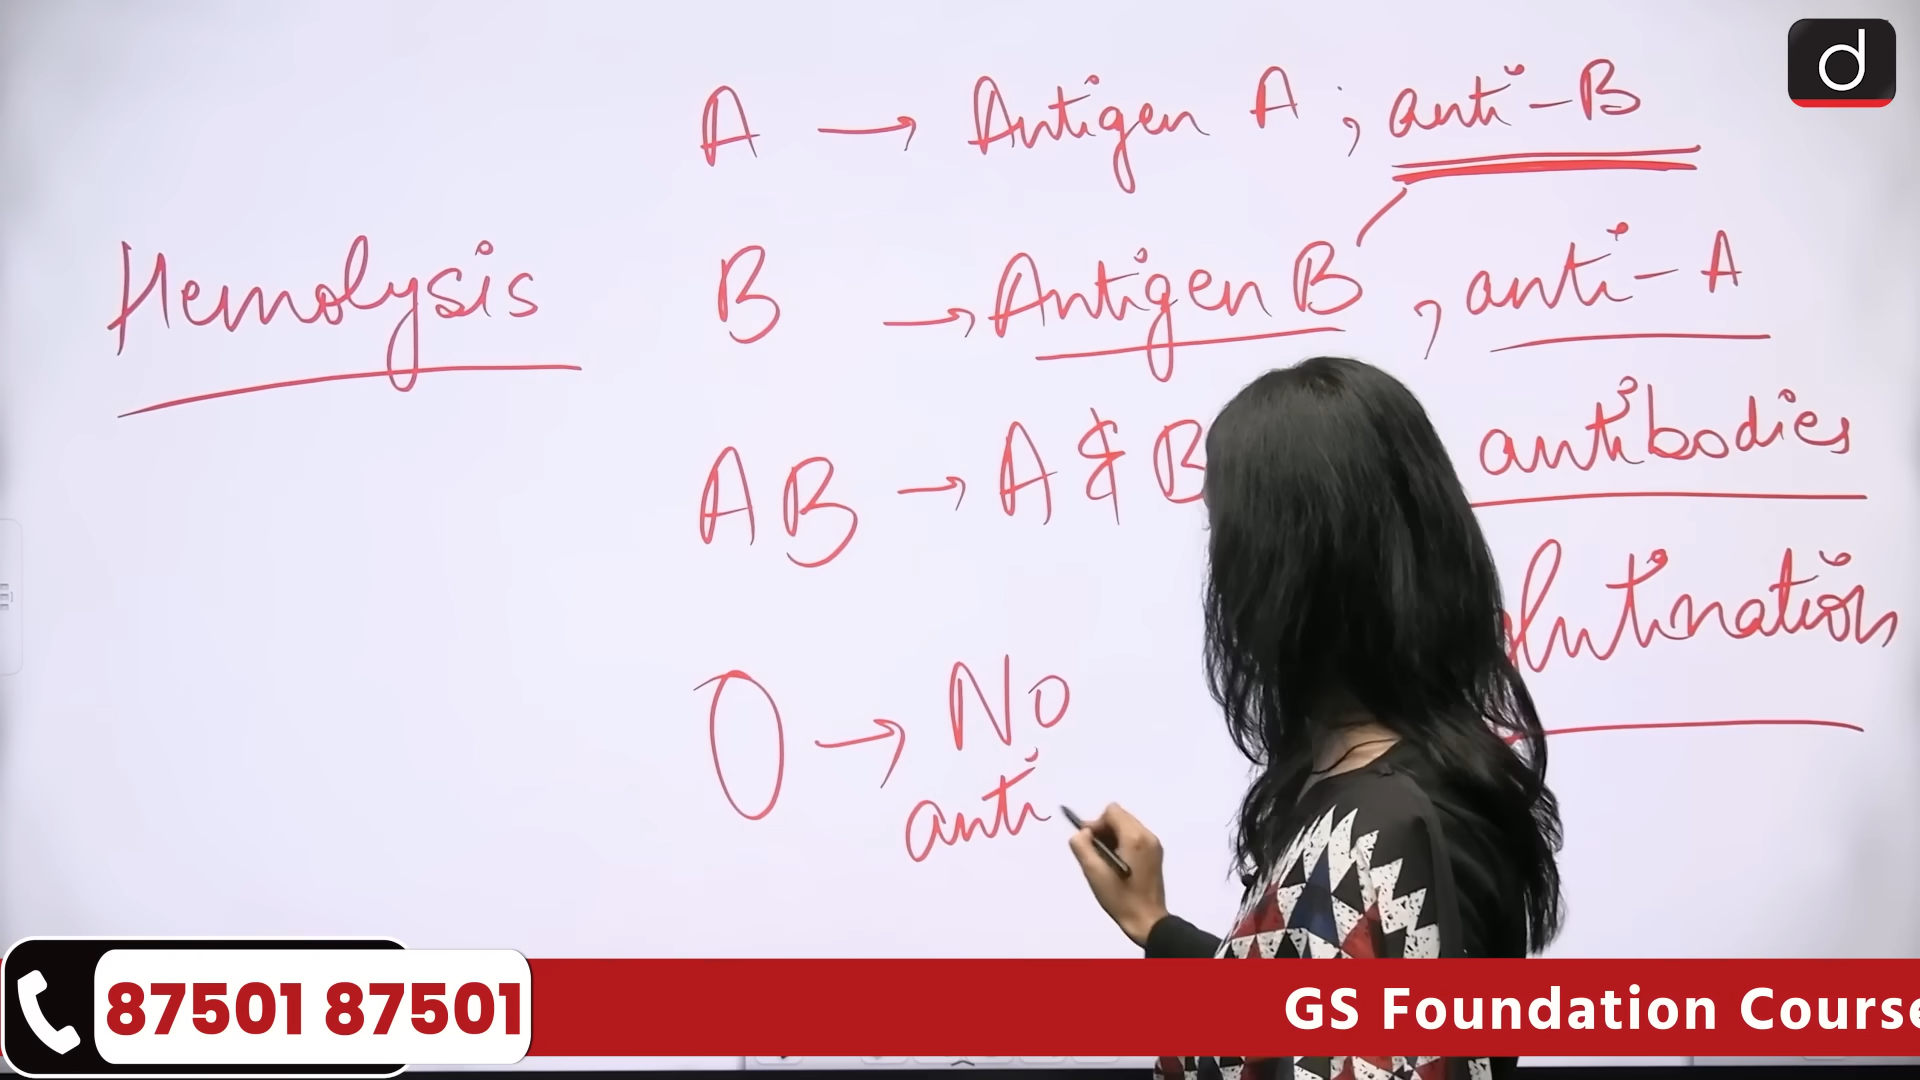 A → Antigen A ; anti-B
Hemolysis
B → Antigen B , anti-A
AB → A & B
antibodies
O → No
anti
87501 87501
GS Foundation Course